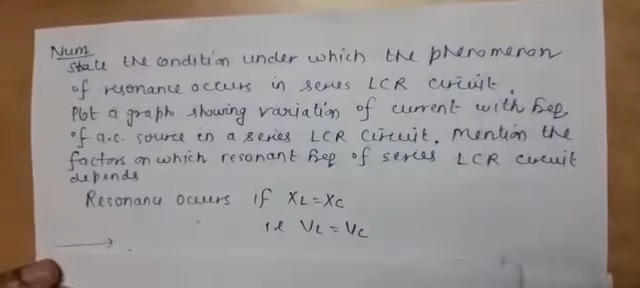 Num
State the condition under which the phenomenon
of resonance occurs in series LCR circuit.
Plot a graph showing variation of current with freq
of a.c. source in a series LCR circuit. Mention the
factors on which resonant freq of series LCR circuit
depends
Resonance occurs if XL=XC
ie VL=VC